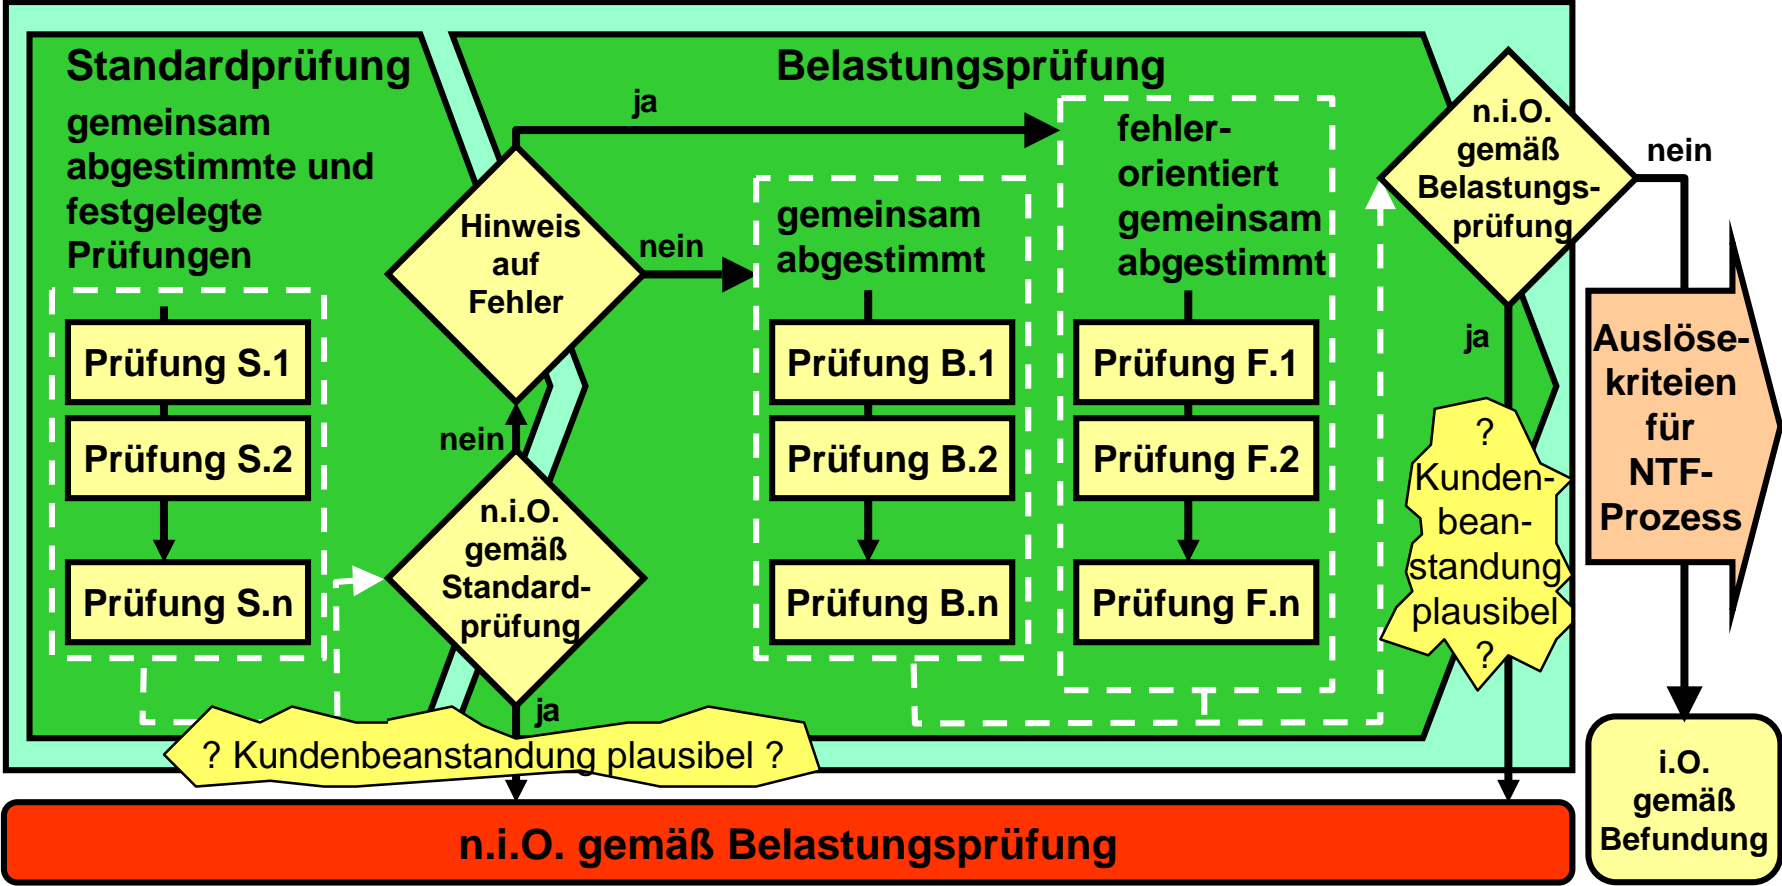 Standardprüfung
gemeinsam
abgestimmte und
festgelegte
Prüfungen
Prüfung S.1
Prüfung S.2
Prüfung S.n
n.i.O.
gemäß
Standard-
prüfung
nein
ja
Hinweis
auf
Fehler
ja
nein
Belastungsprüfung
gemeinsam
abgestimmt
Prüfung B.1
Prüfung B.2
Prüfung B.n
fehler-
orientiert
gemeinsam
abgestimmt
Prüfung F.1
Prüfung F.2
Prüfung F.n
n.i.O.
gemäß
Belastungs-
prüfung
nein
ja
?
Kunden-
bean-
standung
plausibel
?
? Kundenbeanstandung plausibel ?
n.i.O. gemäß Belastungsprüfung
Auslöse-
kriteien
für
NTF-
Prozess
i.O.
gemäß
Befundung